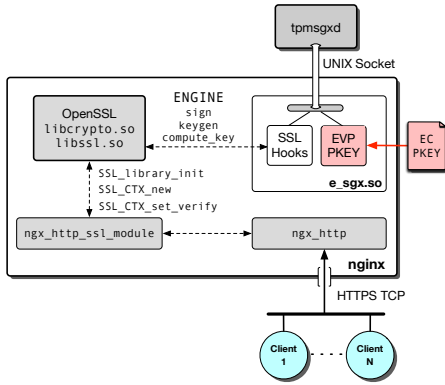 tpmsgxd
UNIX Socket
OpenSSL
libcrypto.so
libssl.so
ENGINE
sign
keygen
compute_key
SSL
Hooks
EVP
PKEY
EC
PKEY
e_sgx.so
SSL_library_init
SSL_CTX_new
SSL_CTX_set_verify
ngx_http_ssl_module
ngx_http
nginx
HTTPS TCP
Client
1
Client
N